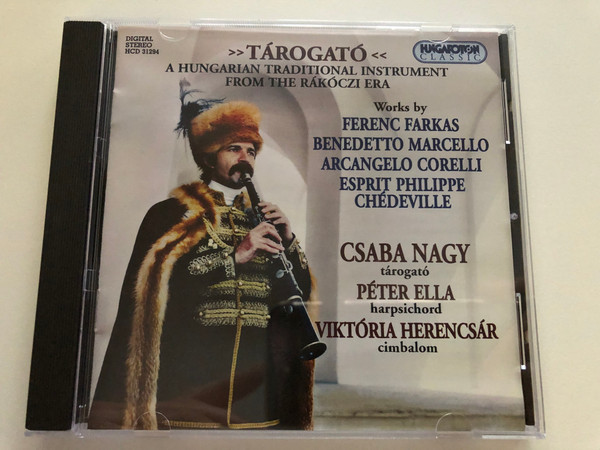 DIGITAL
STEREO
HCD 31294
>> TÁROGATÓ <<
A HUNGARIAN TRADITIONAL INSTRUMENT
FROM THE RÁKÓCZI ERA
HUNGAROTON
CLASSIC
Works by
FERENC FARKAS
BENEDETTO MARCELLO
ARCANGELO CORELLI
ESPRIT PHILIPPE
CHÉDEVILLE
CSABA NAGY
tárogató
PÉTER ELLA
harpsichord
VIKTÓRIA HERENCSÁR
cimbalom